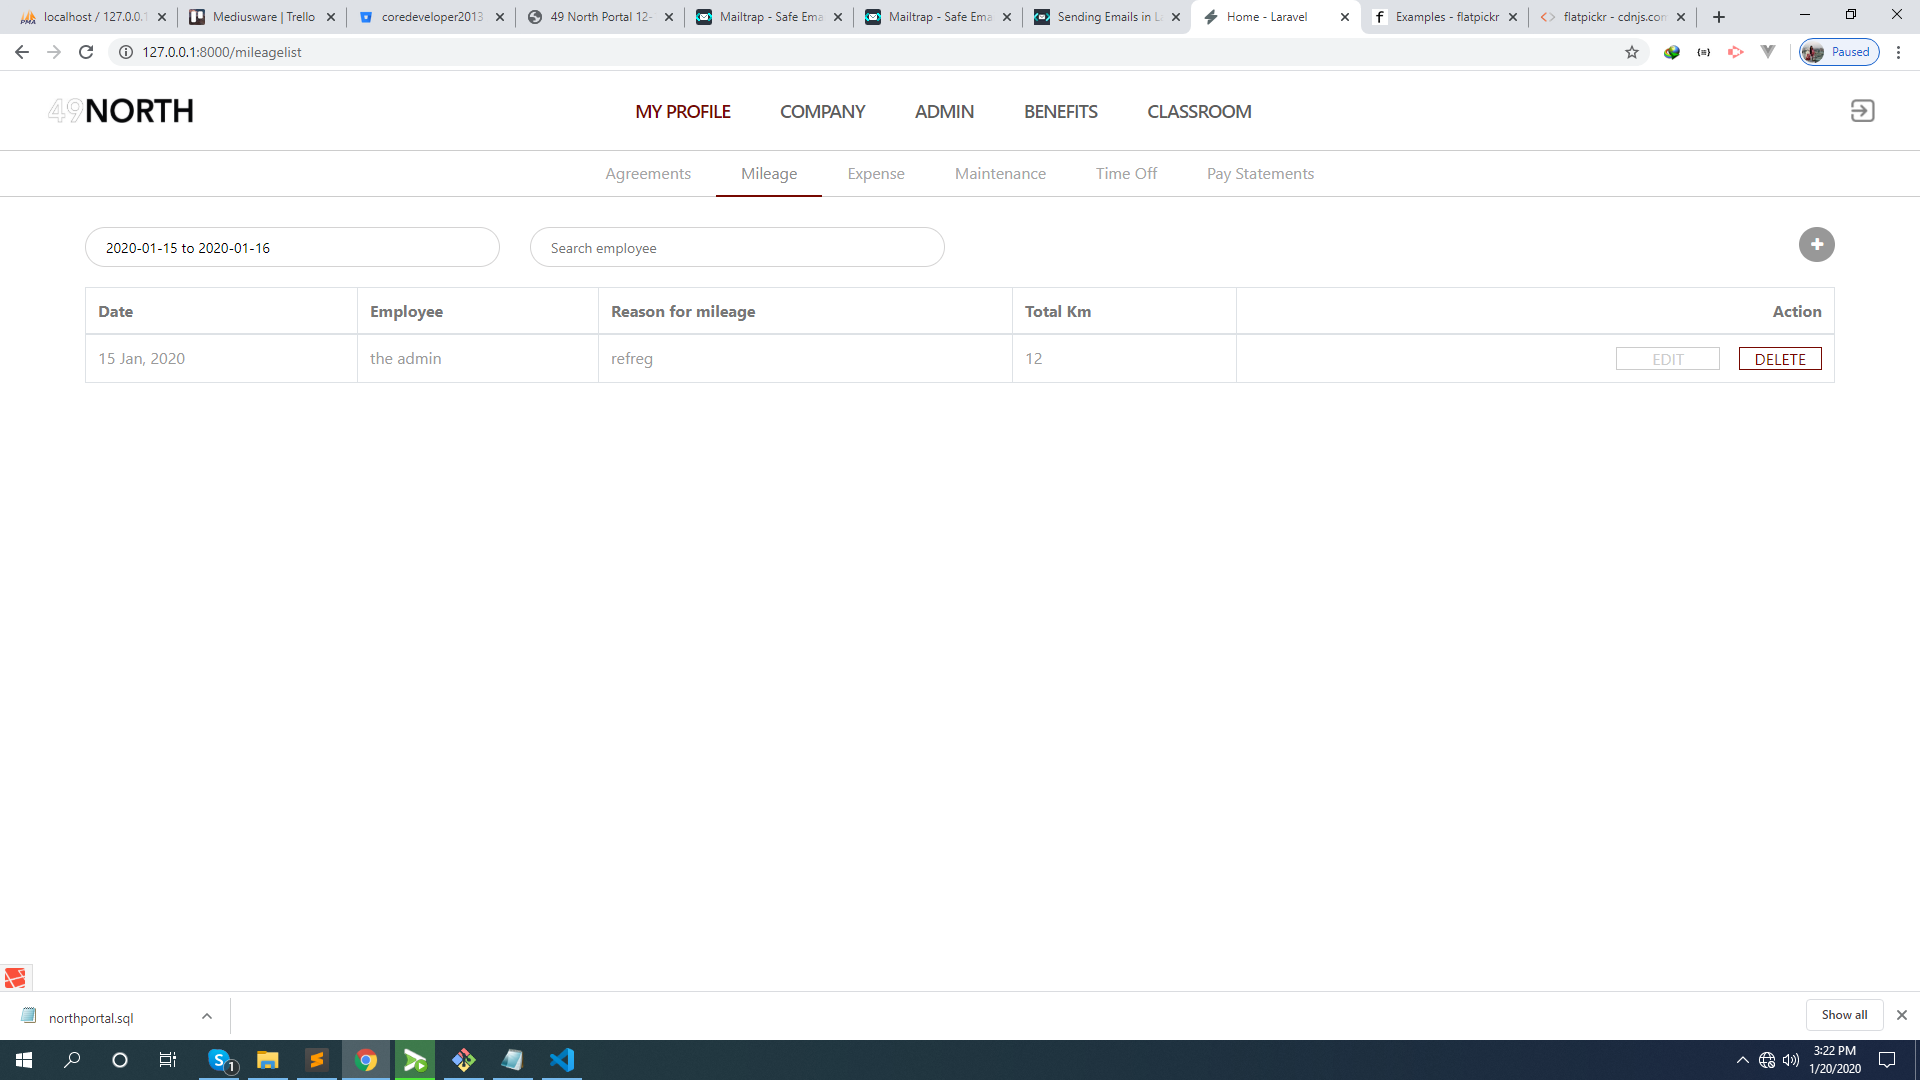 localhost / 127.0.0.1
Mediusware | Trello
coredeveloper2013
49 North Portal 12-
Mailtrap - Safe Ema
Mailtrap - Safe Ema
Sending Emails in La
Home - Laravel
Examples - flatpickr
flatpickr - cdnjs.com
127.0.0.1:8000/mileagelist
Paused
49NORTH
MY PROFILE
COMPANY
ADMIN
BENEFITS
CLASSROOM
Agreements
Mileage
Expense
Maintenance
Time Off
Pay Statements
2020-01-15 to 2020-01-16
Search employee
Date
Employee
Reason for mileage
Total Km
Action
15 Jan, 2020
the admin
refreg
12
EDIT
DELETE
northportal.sql
Show all
1
3:22 PM
1/20/2020